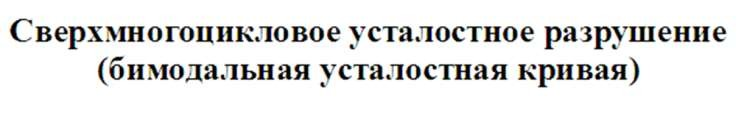 Сверхмногоцикловое усталостное разрушение
(бимодальная усталостная кривая)